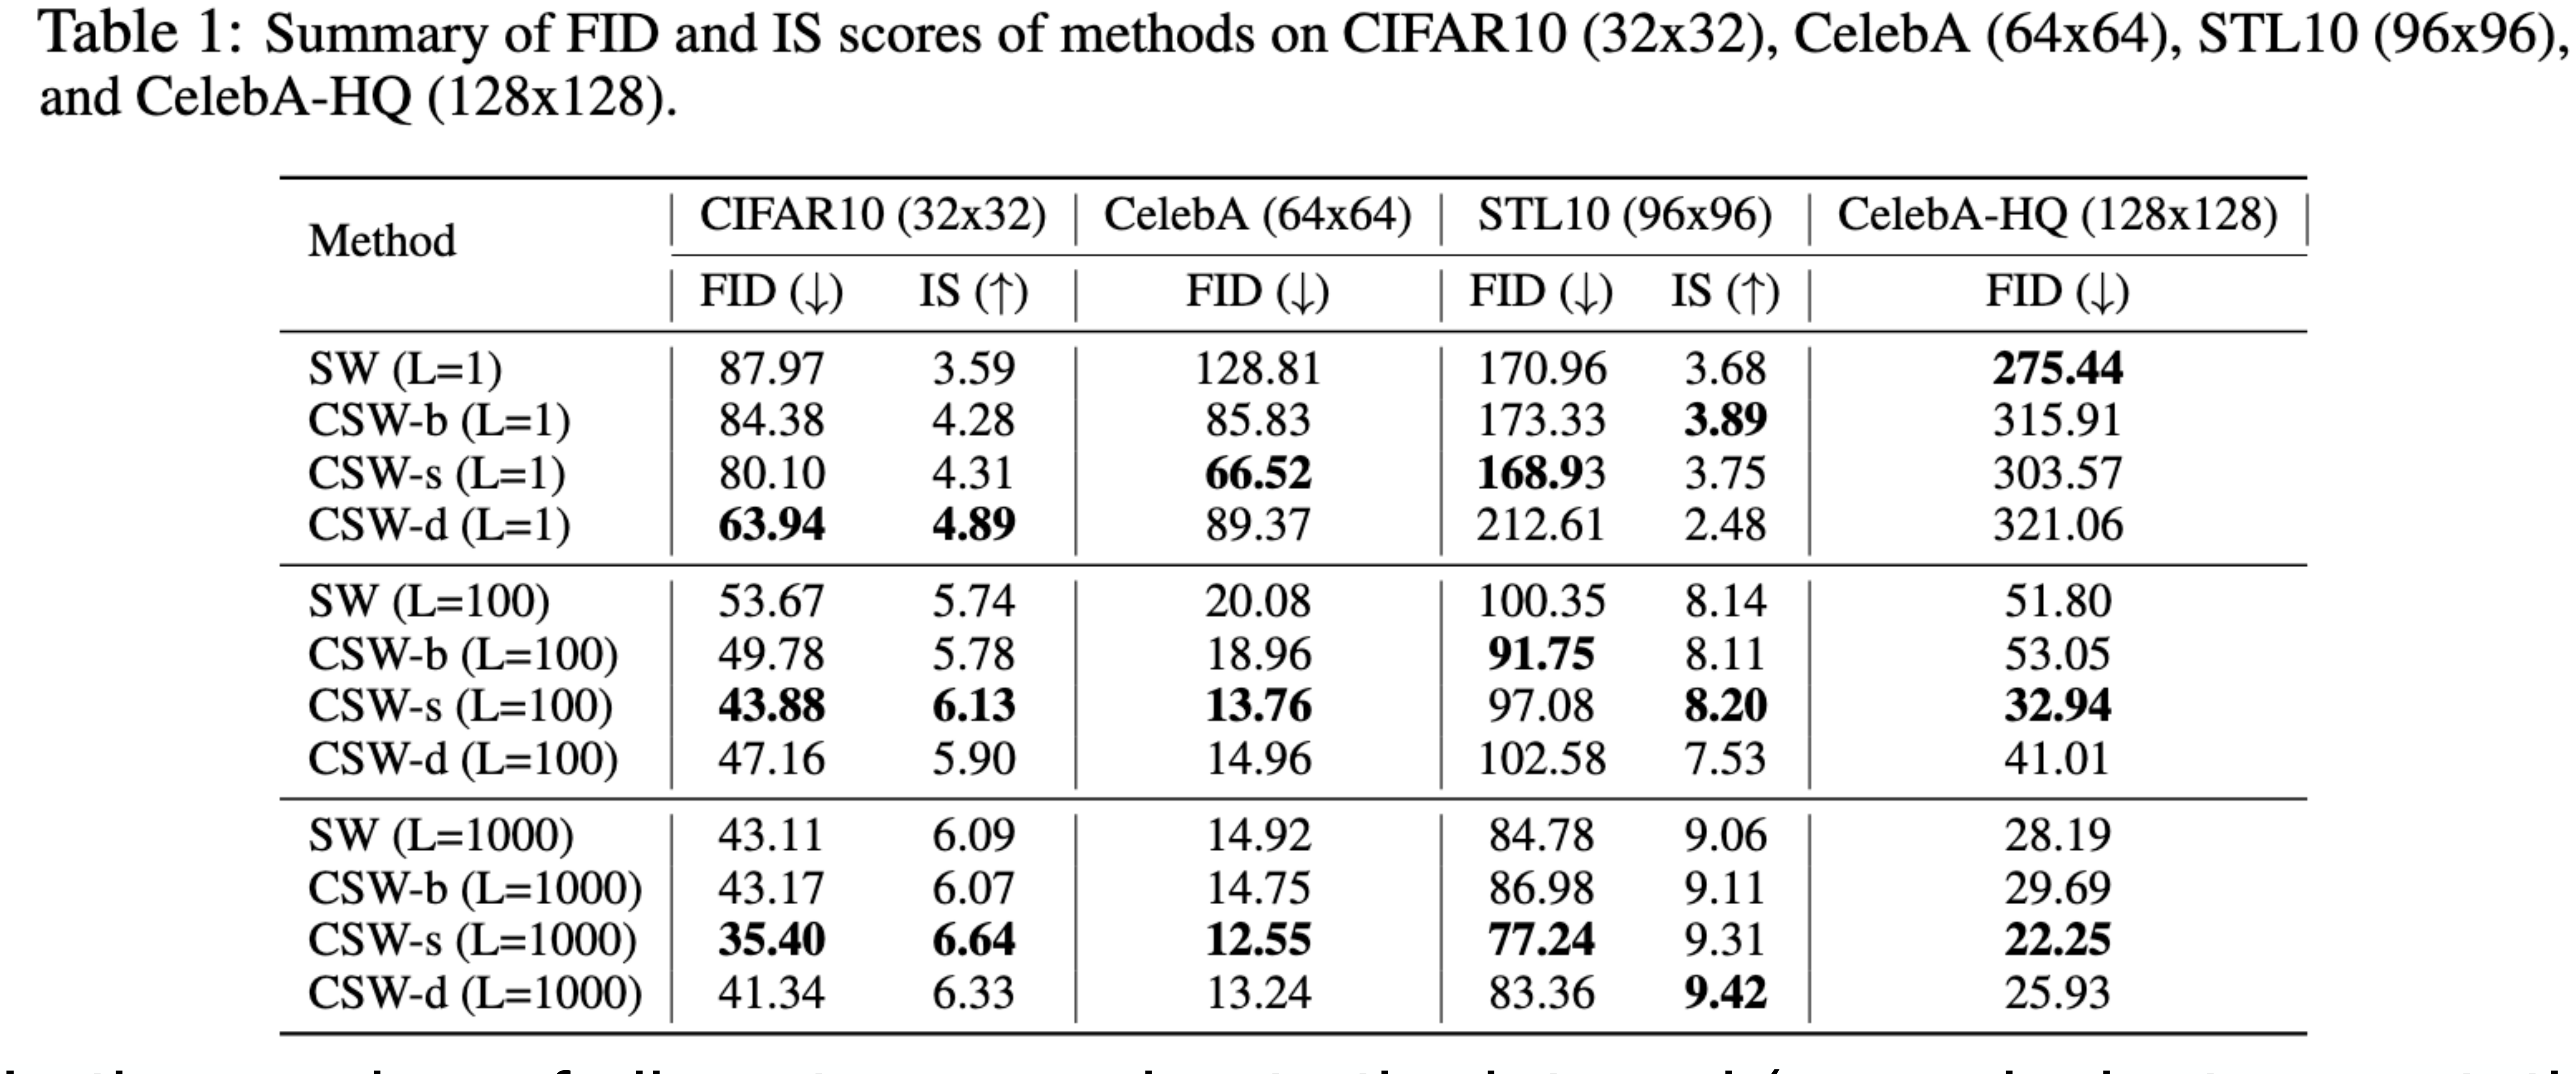 Table 1: Summary of FID and IS scores of methods on CIFAR10 (32x32), CelebA (64x64), STL10 (96x96),
and CelebA-HQ (128x128).
Method CIFAR10 (32x32) CelebA (64x64) STL10 (96x96) CelebA-HQ (128x128)
FID (↓) IS (↑) FID (↓) FID (↓) IS (↑) FID (↓)
SW (L=1) 87.97 3.59 128.81 170.96 3.68 275.44
CSW-b (L=1) 84.38 4.28 85.83 173.33 3.89 315.91
CSW-s (L=1) 80.10 4.31 66.52 168.93 3.75 303.57
CSW-d (L=1) 63.94 4.89 89.37 212.61 2.48 321.06
SW (L=100) 53.67 5.74 20.08 100.35 8.14 51.80
CSW-b (L=100) 49.78 5.78 18.96 91.75 8.11 53.05
CSW-s (L=100) 43.88 6.13 13.76 97.08 8.20 32.94
CSW-d (L=100) 47.16 5.90 14.96 102.58 7.53 41.01
SW (L=1000) 43.11 6.09 14.92 84.78 9.06 28.19
CSW-b (L=1000) 43.17 6.07 14.75 86.98 9.11 29.69
CSW-s (L=1000) 35.40 6.64 12.55 77.24 9.31 22.25
CSW-d (L=1000) 41.34 6.33 13.24 83.36 9.42 25.93